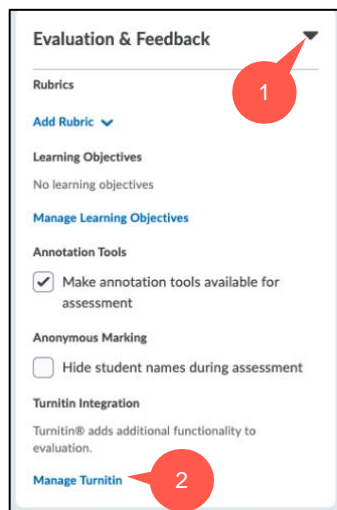 Evaluation & Feedback
1
Rubrics
Add Rubric
Learning Objectives
No learning objectives
Manage Learning Objectives
Annotation Tools
Make annotation tools available for
assessment
Anonymous Marking
Hide student names during assessment
Turnitin Integration
Turnitin® adds additional functionality to
evaluation.
Manage Turnitin
2